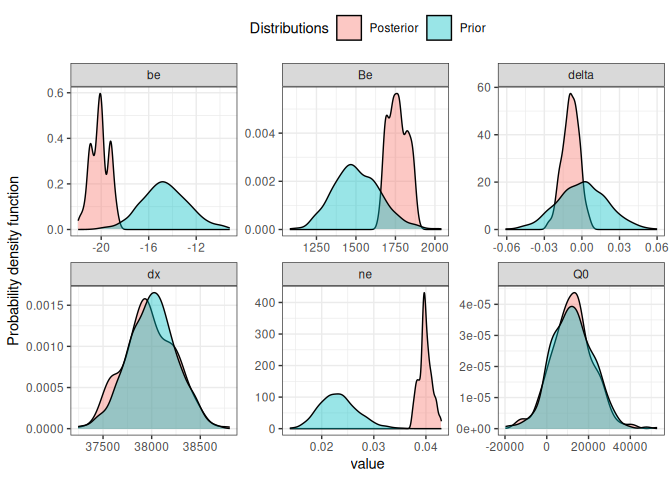 Distributions Posterior Prior
be Be delta
0.6
0.4
0.2
0.0
-20 -16 -12
0.004
0.002
0.000
1250 1500 1750 2000
60
40
20
0
-0.06 -0.03 0.00 0.03 0.06
dx ne Q0
0.0015
0.0010
0.0005
0.0000
37500 38000 38500
400
300
200
100
0
0.02 0.03 0.04
4e-05
3e-05
2e-05
1e-05
0e+00
-20000 0 20000 40000
Probability density function
value